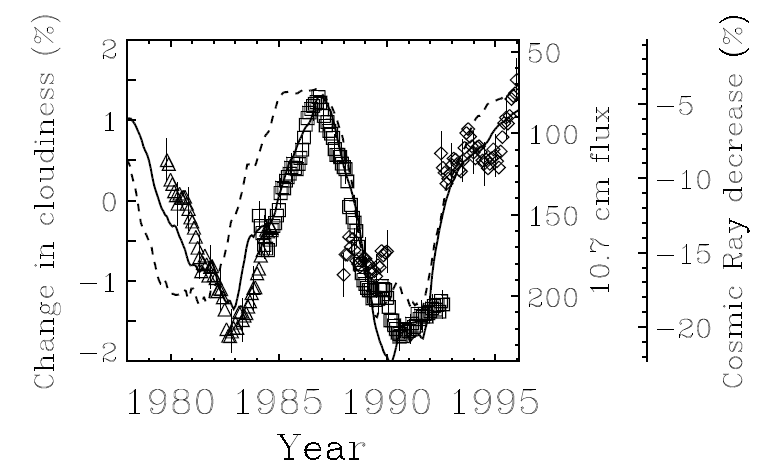 Change in cloudiness (%)
2
1
0
−1
−2
50
100
150
200
10.7 cm flux
−5
−10
−15
−20
Cosmic Ray decrease (%)
1980 1985 1990 1995
Year